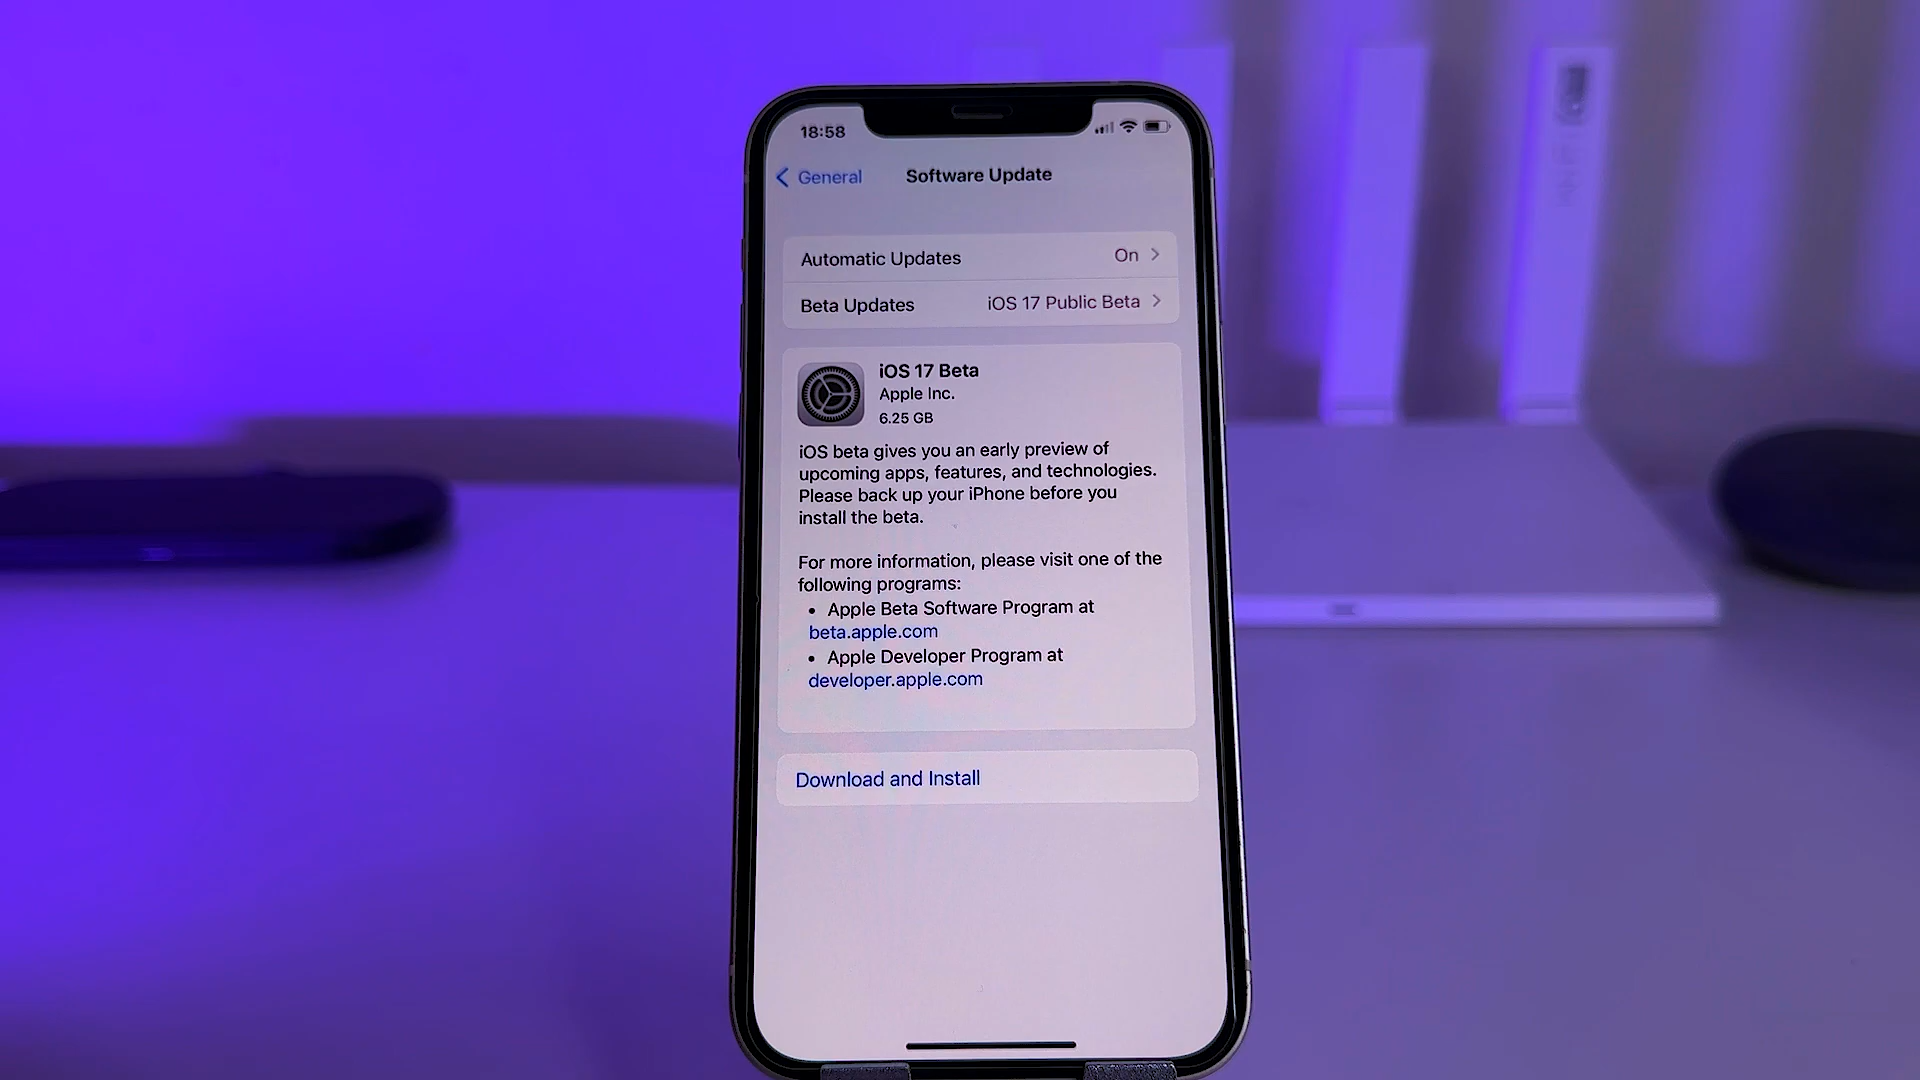 18:58
General
Software Update
Automatic Updates On
Beta Updates iOS 17 Public Beta
iOS 17 Beta
Apple Inc.
6.25 GB
iOS beta gives you an early preview of
upcoming apps, features, and technologies.
Please back up your iPhone before you
install the beta.
For more information, please visit one of the
following programs:
• Apple Beta Software Program at
beta.apple.com
• Apple Developer Program at
developer.apple.com
Download and Install